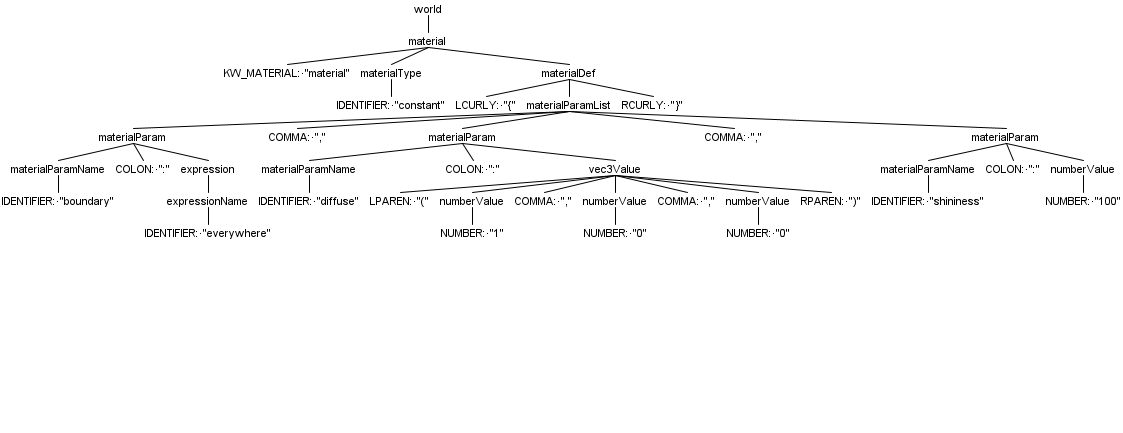 world
material
KW_MATERIAL:·"material" materialType materialDef
IDENTIFIER:·"constant" LCURLY:·"{" materialParamList RCURLY:·"}"
materialParam COMMA:·"," materialParam COMMA:·"," materialParam
materialParamName COLON:·":" expression materialParamName COLON:·":" vec3Value materialParamName COLON:·":" numberValue
IDENTIFIER:·"boundary" expressionName IDENTIFIER:·"diffuse" LPAREN:·"(" numberValue COMMA:·"," numberValue COMMA:·"," numberValue RPAREN:·")" IDENTIFIER:·"shininess" NUMBER:·"100"
IDENTIFIER:·"everywhere" NUMBER:·"1" NUMBER:·"0" NUMBER:·"0"